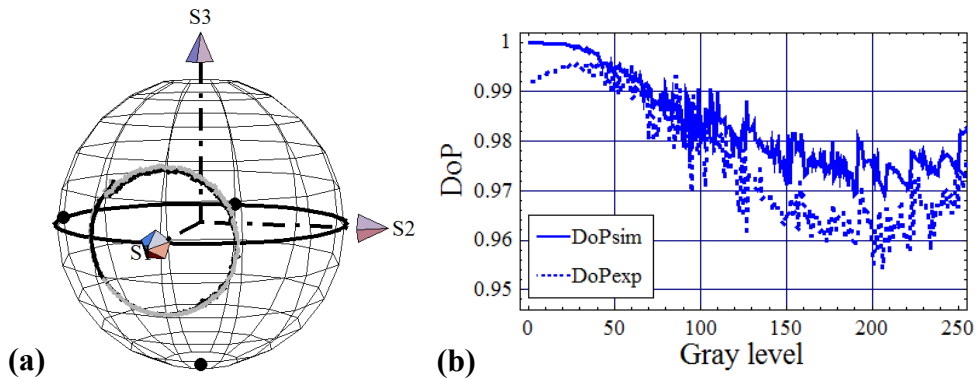 S3
S2
S1
(a)
1
0.99
0.98
0.97
0.96
0.95
DoP
DoPsim
DoPexp
0 50 100 150 200 250
Gray level
(b)